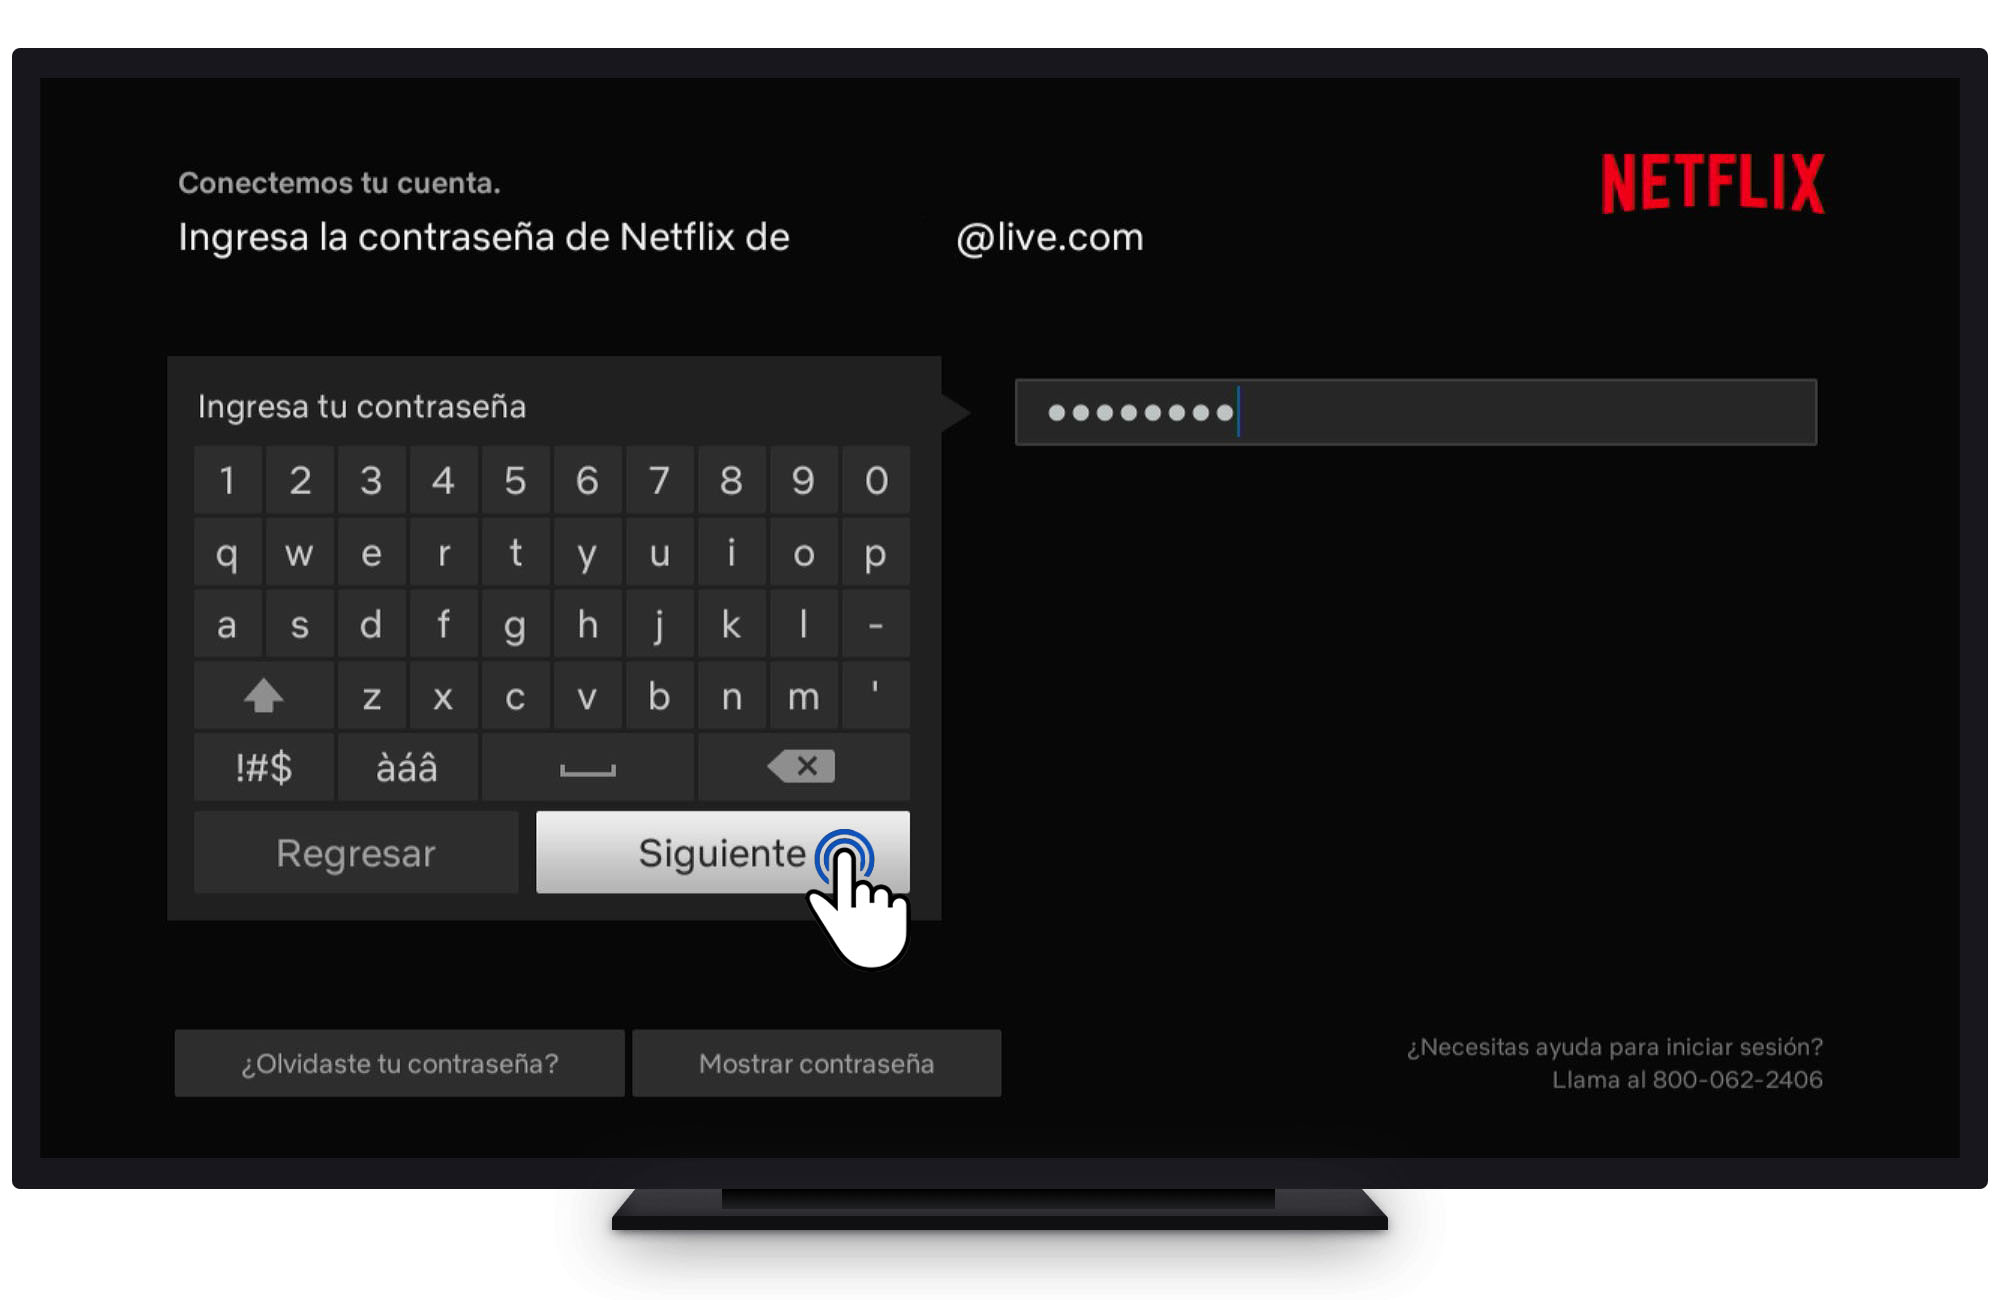 Conectemos tu cuenta.
NETFLIX
Ingresa la contraseña de Netflix de @live.com
Ingresa tu contraseña
1 2 3 4 5 6 7 8 9 0
q w e r t y u i o p
a s d f g h j k l -
z x c v b n m '
!#$ àáâ
Regresar Siguiente
¿Olvidaste tu contraseña? Mostrar contraseña
¿Necesitas ayuda para iniciar sesión?
Llama al 800-062-2406